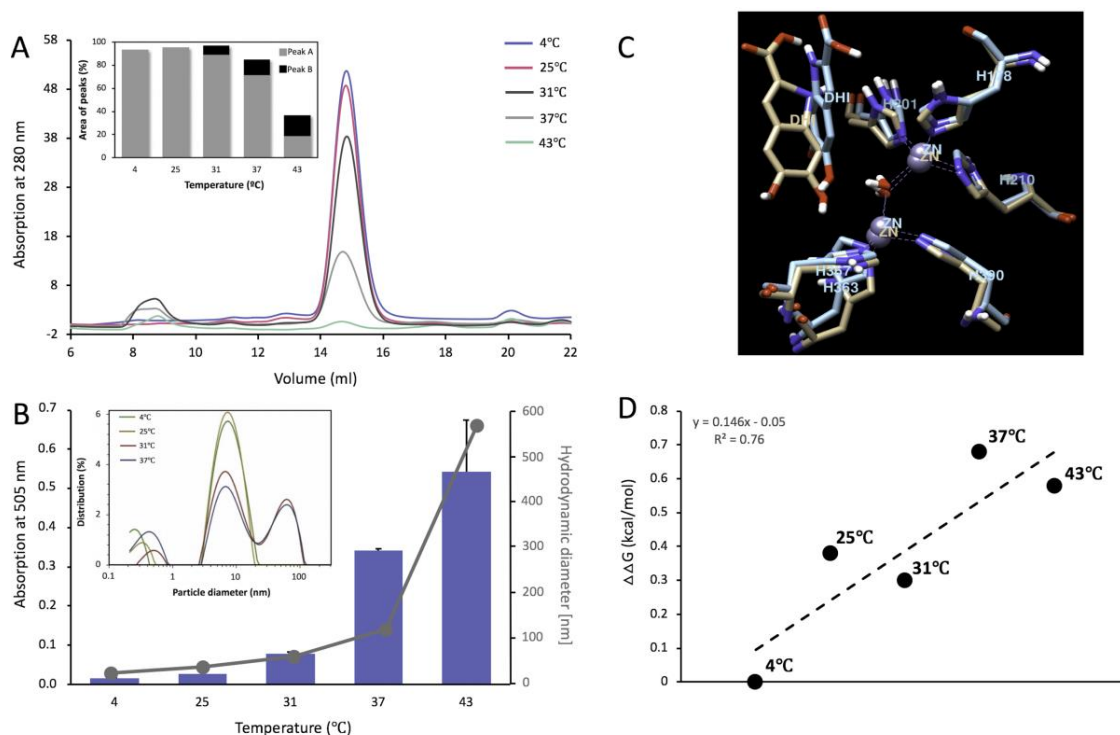 A
58
48
38
28
18
8
-2
Absorption at 280 nm
6 8 10 12 14 16 18 20 22
Volume (ml)
4℃
25℃
31℃
37℃
43℃
100
80
60
40
20
0
Area of peaks (%)
Peak A
Peak B
4 25 31 37 43
Temperature (ºC)
C
DHI
DH
H201
ZN
ZN
H210
ZN
ZN
H367
H363
H390
B
0.7
0.6
0.5
0.4
0.3
0.2
0.1
0.0
Absorption at 505 nm
4 25 31 37 43
Temperature (℃)
600
500
400
300
200
100
0
Hydrodynamic diameter [nm]
4℃
25℃
31℃
37℃
6
4
2
0
Distribution (%)
0.1 1 10 100
Particle diameter (nm)
D
y = 0.146x - 0.05
R² = 0.76
0.8
0.7
0.6
0.5
0.4
0.3
0.2
0.1
0
△△G (kcal/mol)
37℃
43℃
25℃
31℃
4℃